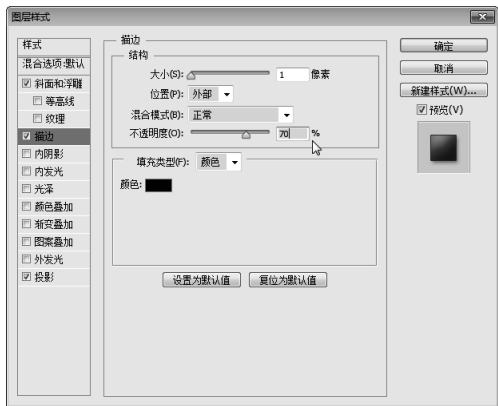 图层样式
样式
混合选项:默认
斜面和浮雕
等高线
纹理
描边
内阴影
内发光
光泽
颜色叠加
渐变叠加
图案叠加
外发光
投影
描边
结构
大小(S): 1 像素
位置(P): 外部
混合模式(B): 正常
不透明度(O): 70 %
填充类型(F): 颜色
颜色:
设置为默认值 复位为默认值
确定
取消
新建样式(W)...
预览(V)